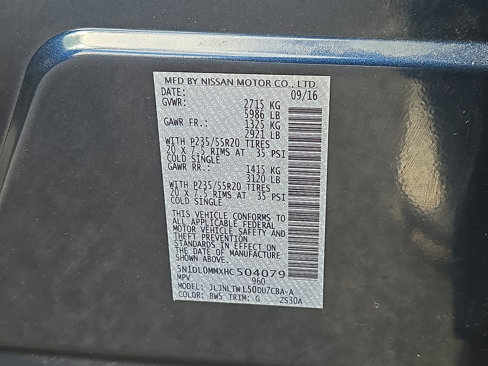 MFD BY NISSAN MOTOR CO., LTD.
DATE: 09/16
GVWR: 2715 KG
5986 LB
GAWR FR.: 1325 KG
2921 LB
WITH P235/55R20 TIRES
20 X 7.5 RIMS AT 35 PSI
COLD SINGLE
GAWR RR.: 1415 KG
3120 LB
WITH P235/55R20 TIRES
20 X 7.5 RIMS AT 35 PSI
COLD SINGLE
THIS VEHICLE CONFORMS TO
ALL APPLICABLE FEDERAL
MOTOR VEHICLE SAFETY AND
THEFT PREVENTION
STANDARDS IN EFFECT ON
THE DATE OF MANUFACTURE
SHOWN ABOVE.
5N1DL0MMXHC504079
MPV 960
MODEL: JLJNLTWL50DU7CBA-A
COLOR: BW5 TRIM: G ZS30A